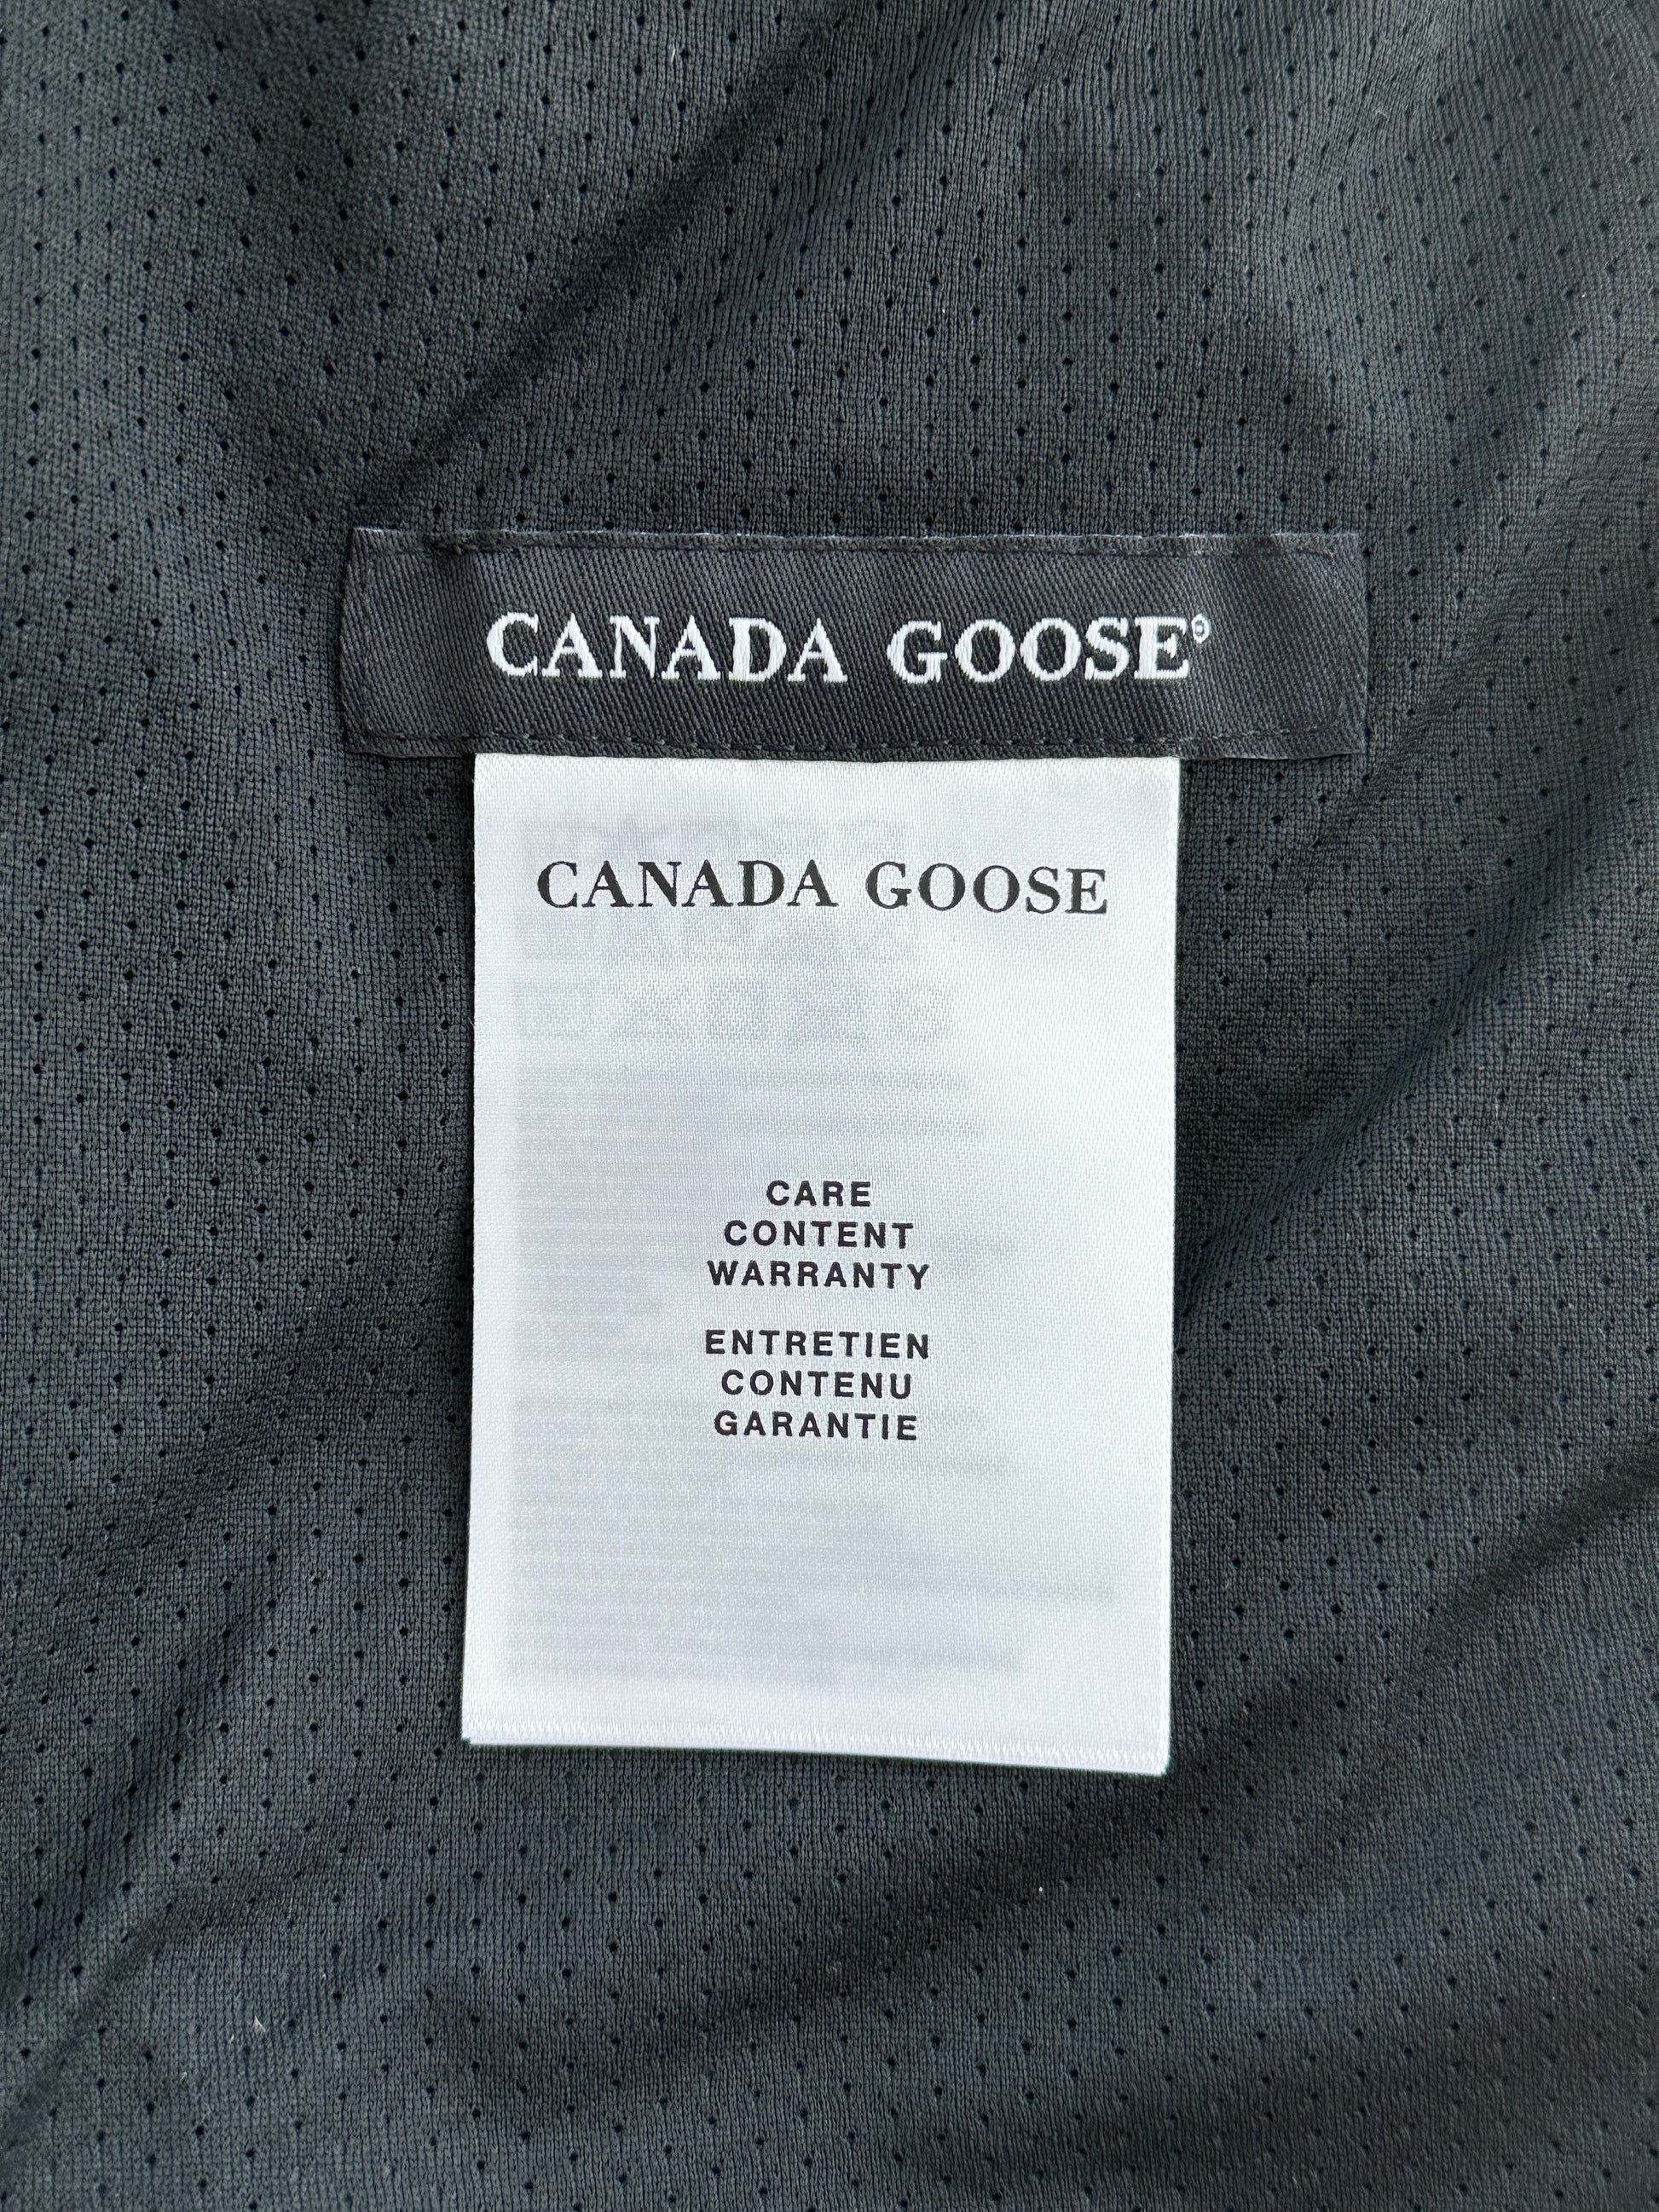 CANADA GOOSE®
CANADA GOOSE
CARE
CONTENT
WARRANTY
ENTRETIEN
CONTENU
GARANTIE